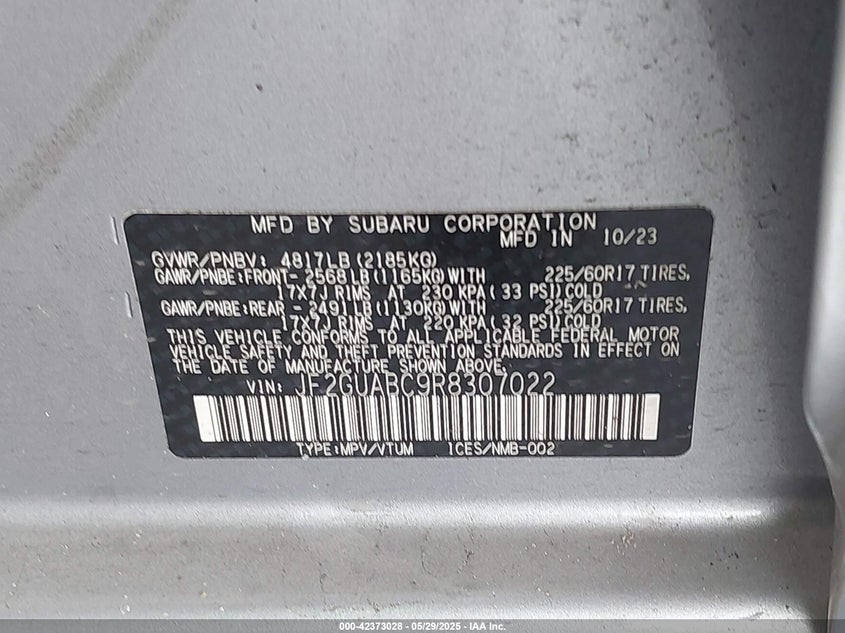 MFD BY SUBARU CORPORATION
MFD IN 10/23
GVWR/PNBV: 4817LB(2185KG)
GAWR/PNBE:FRONT- 2568LB(1165KG)WITH 225/60R17 TIRES,
17X7J RIMS AT 230 KPA( 33 PSI)COLD
GAWR/PNBE:REAR - 2491LB(1130KG)WITH 225/60R17 TIRES,
17X7J RIMS AT 220 KPA( 32 PSI)COLD
THIS VEHICLE CONFORMS TO ALL APPLICABLE FEDERAL MOTOR
VEHICLE SAFETY AND THEFT PREVENTION STANDARDS IN EFFECT ON
THE DATE OF MANUFACTURE SHOWN ABOVE.
VIN: JF2GUABC9R8307022
TYPE:MPV/VTUM ICES/NMB-002
000-42373028 - 05/29/2025 - IAA Inc.